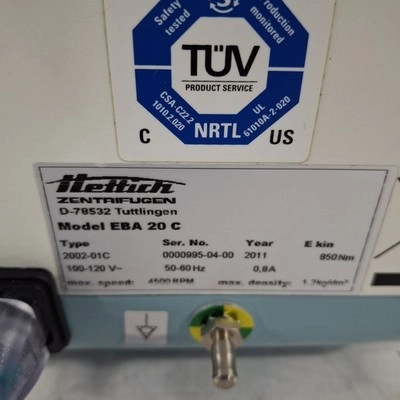 Safety tested
Production monitored
TÜV
PRODUCT SERVICE
CSA-C22.2
1010.2.020
UL
61010A-2-020
C NRTL US
Hettich
ZENTRIFUGEN
D-78532 Tuttlingen
Model EBA 20 C
Type Ser. No. Year E kin
2002-01C 0000995-04-00 2011 850Nm
100-120 V~ 50-60 Hz 0,8A
max. speed: 4500 RPM max. density: 1,2kg/dm³